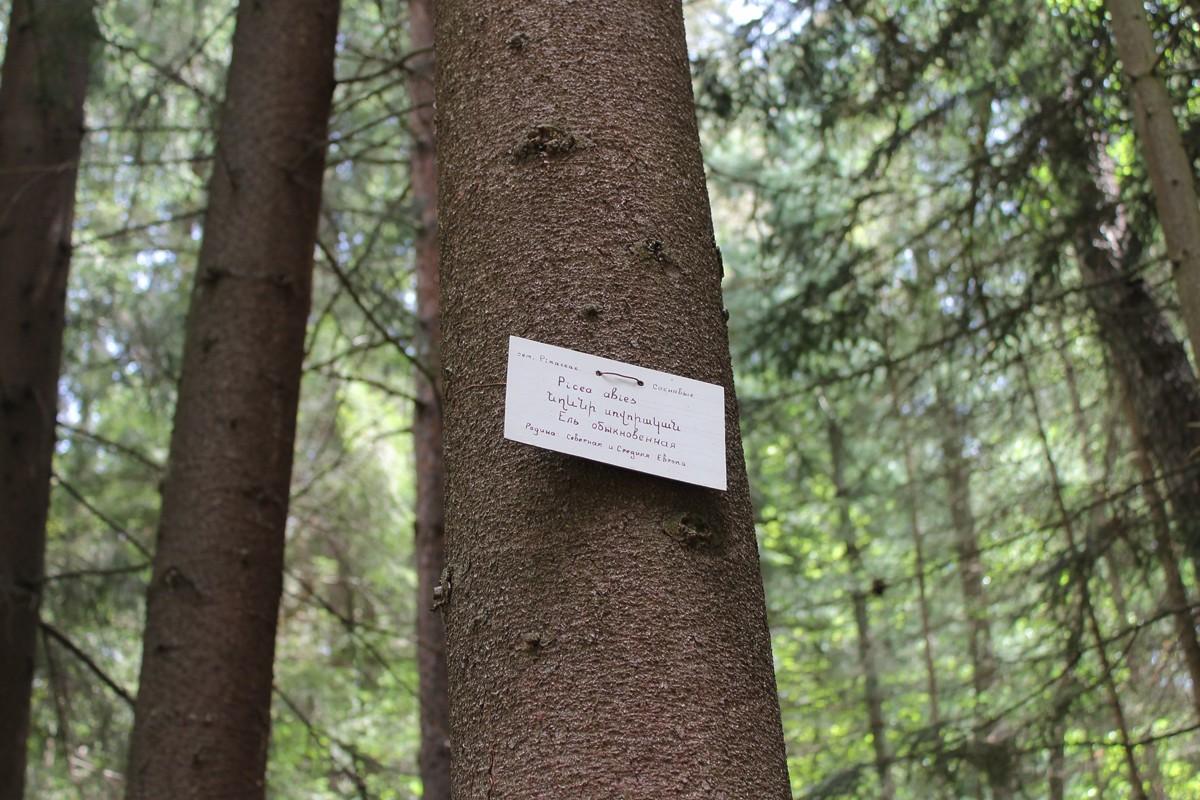 сем. Pinaceae Сосновые
Picea abies
Եղևնի սովորական
Ель обыкновенная
Родина Северная и Средняя Европа